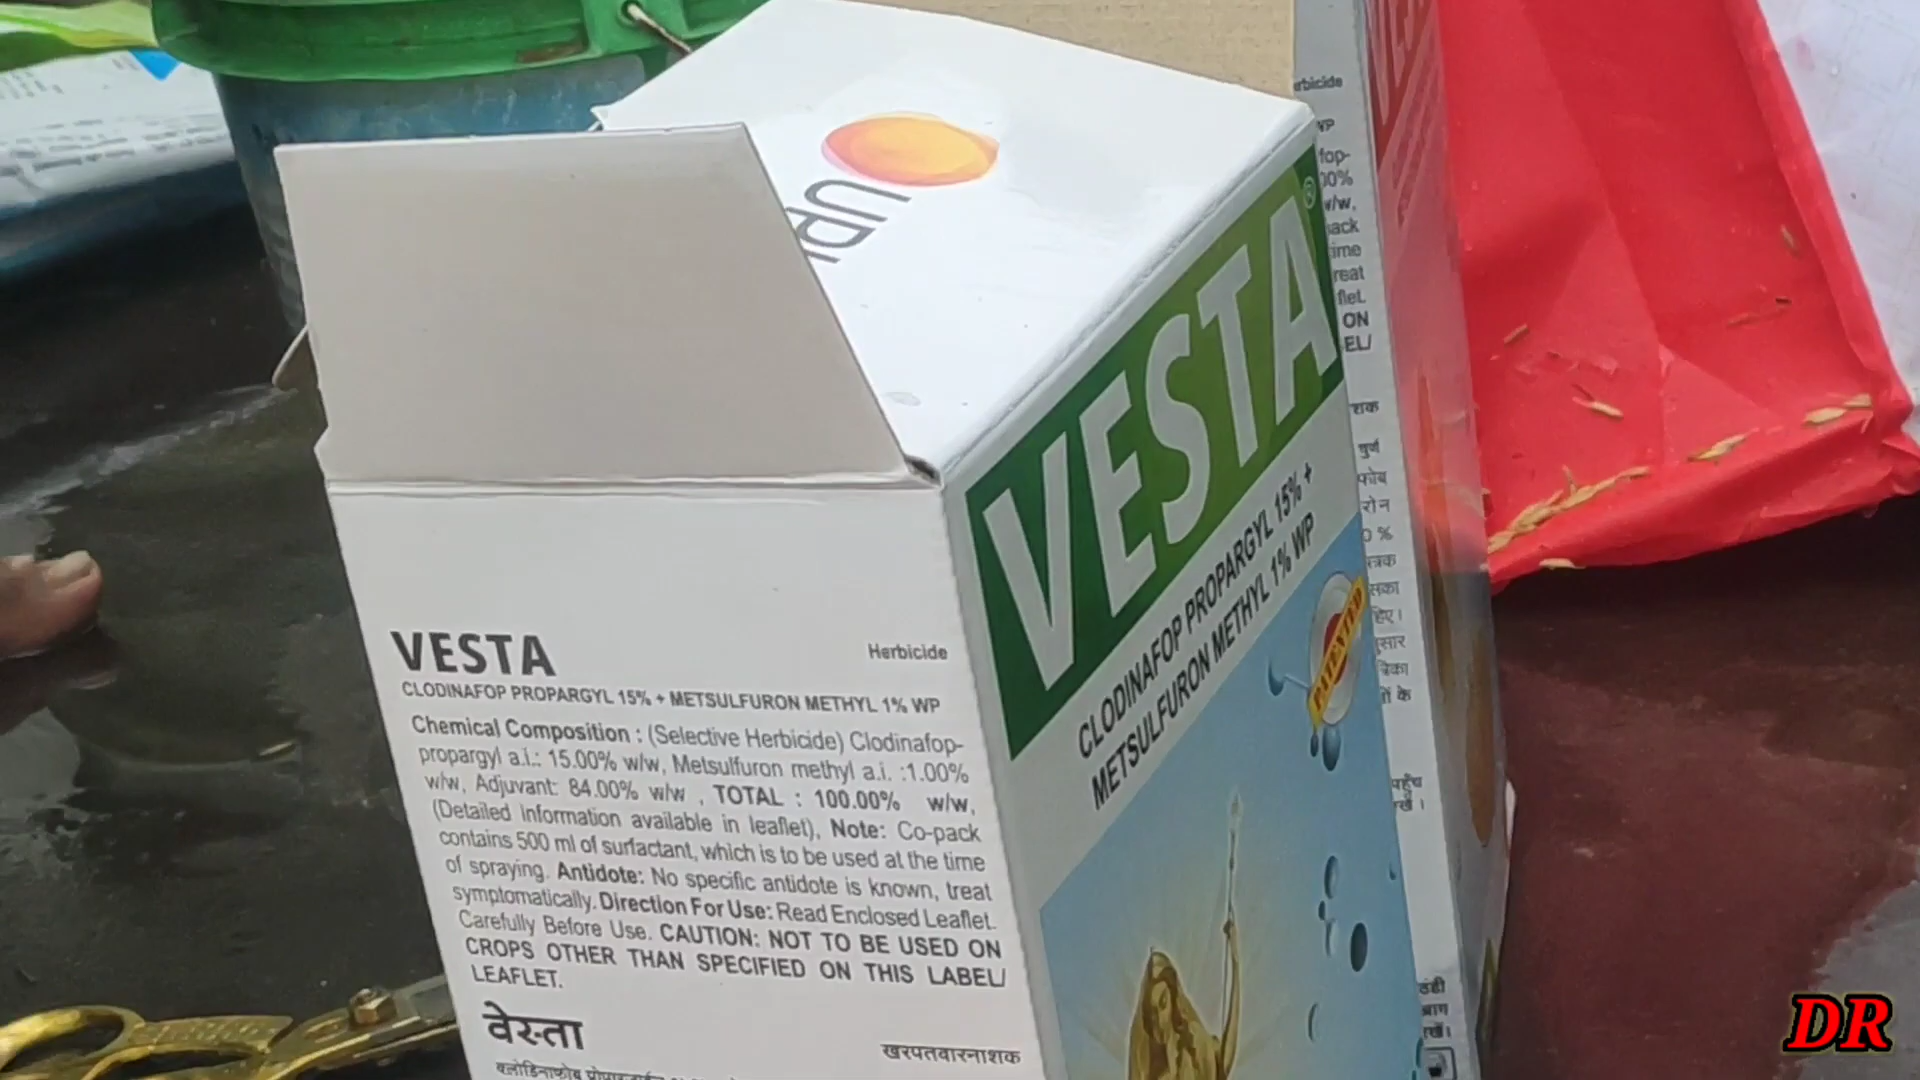 upl
VESTA®
CLODINAFOP PROPARGYL 15% +
METSULFURON METHYL 1% WP
PATENTED
VESTA
Herbicide
CLODINAFOP PROPARGYL 15% + METSULFURON METHYL 1% WP
Chemical Composition : (Selective Herbicide) Clodinafop-
propargyl a.i.: 15.00% w/w, Metsulfuron methyl a.i. :1.00%
w/w, Adjuvant: 84.00% w/w , TOTAL : 100.00% w/w,
(Detailed Information available in leaflet), Note: Co-pack
contains 500 ml of surfactant, which is to be used at the time
of spraying. Antidote: No specific antidote is known, treat
symptomatically. Direction For Use: Read Enclosed Leaflet.
Carefully Before Use. CAUTION: NOT TO BE USED ON
CROPS OTHER THAN SPECIFIED ON THIS LABEL/
LEAFLET.
वेस्ता
खरपतवारनाशक
DR